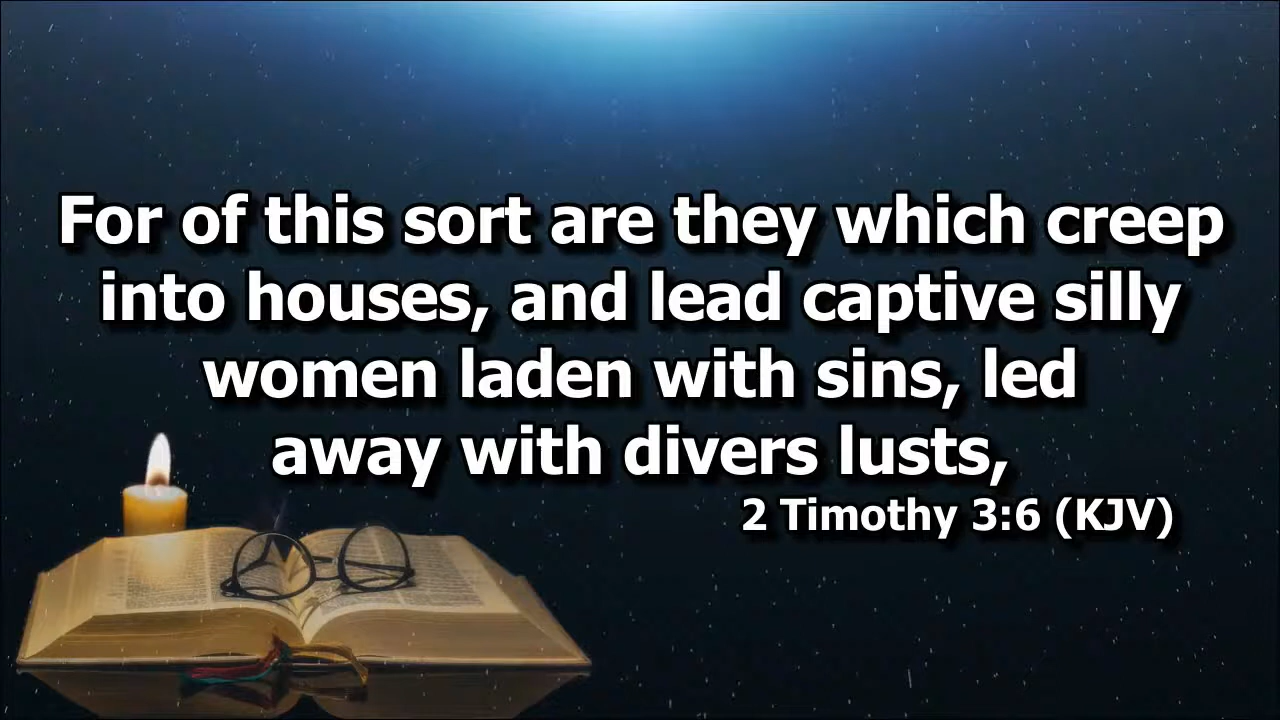 For of this sort are they which creep
into houses, and lead captive silly
women laden with sins, led
away with divers lusts,
2 Timothy 3:6 (KJV)